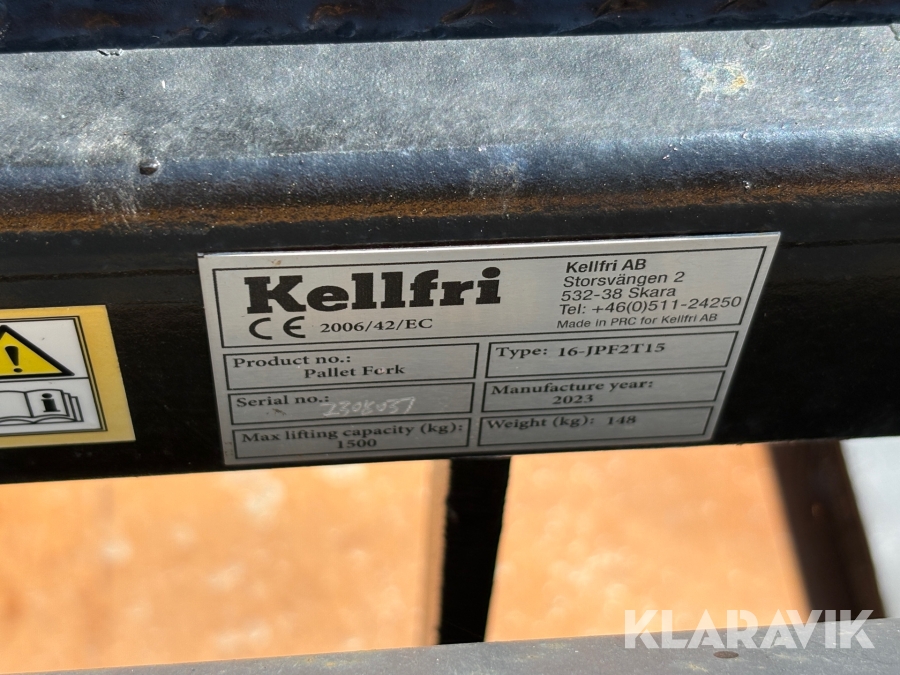 Kellfri
CE 2006/42/EC
Kellfri AB
Storsvängen 2
532-38 Skara
Tel: +46(0)511-24250
Made in PRC for Kellfri AB
Product no.:
Pallet Fork
Type: 16-JPF2T15
Serial no.:
Manufacture year:
2023
Max lifting capacity (kg):
1500
Weight (kg): 148
KLARAVIK